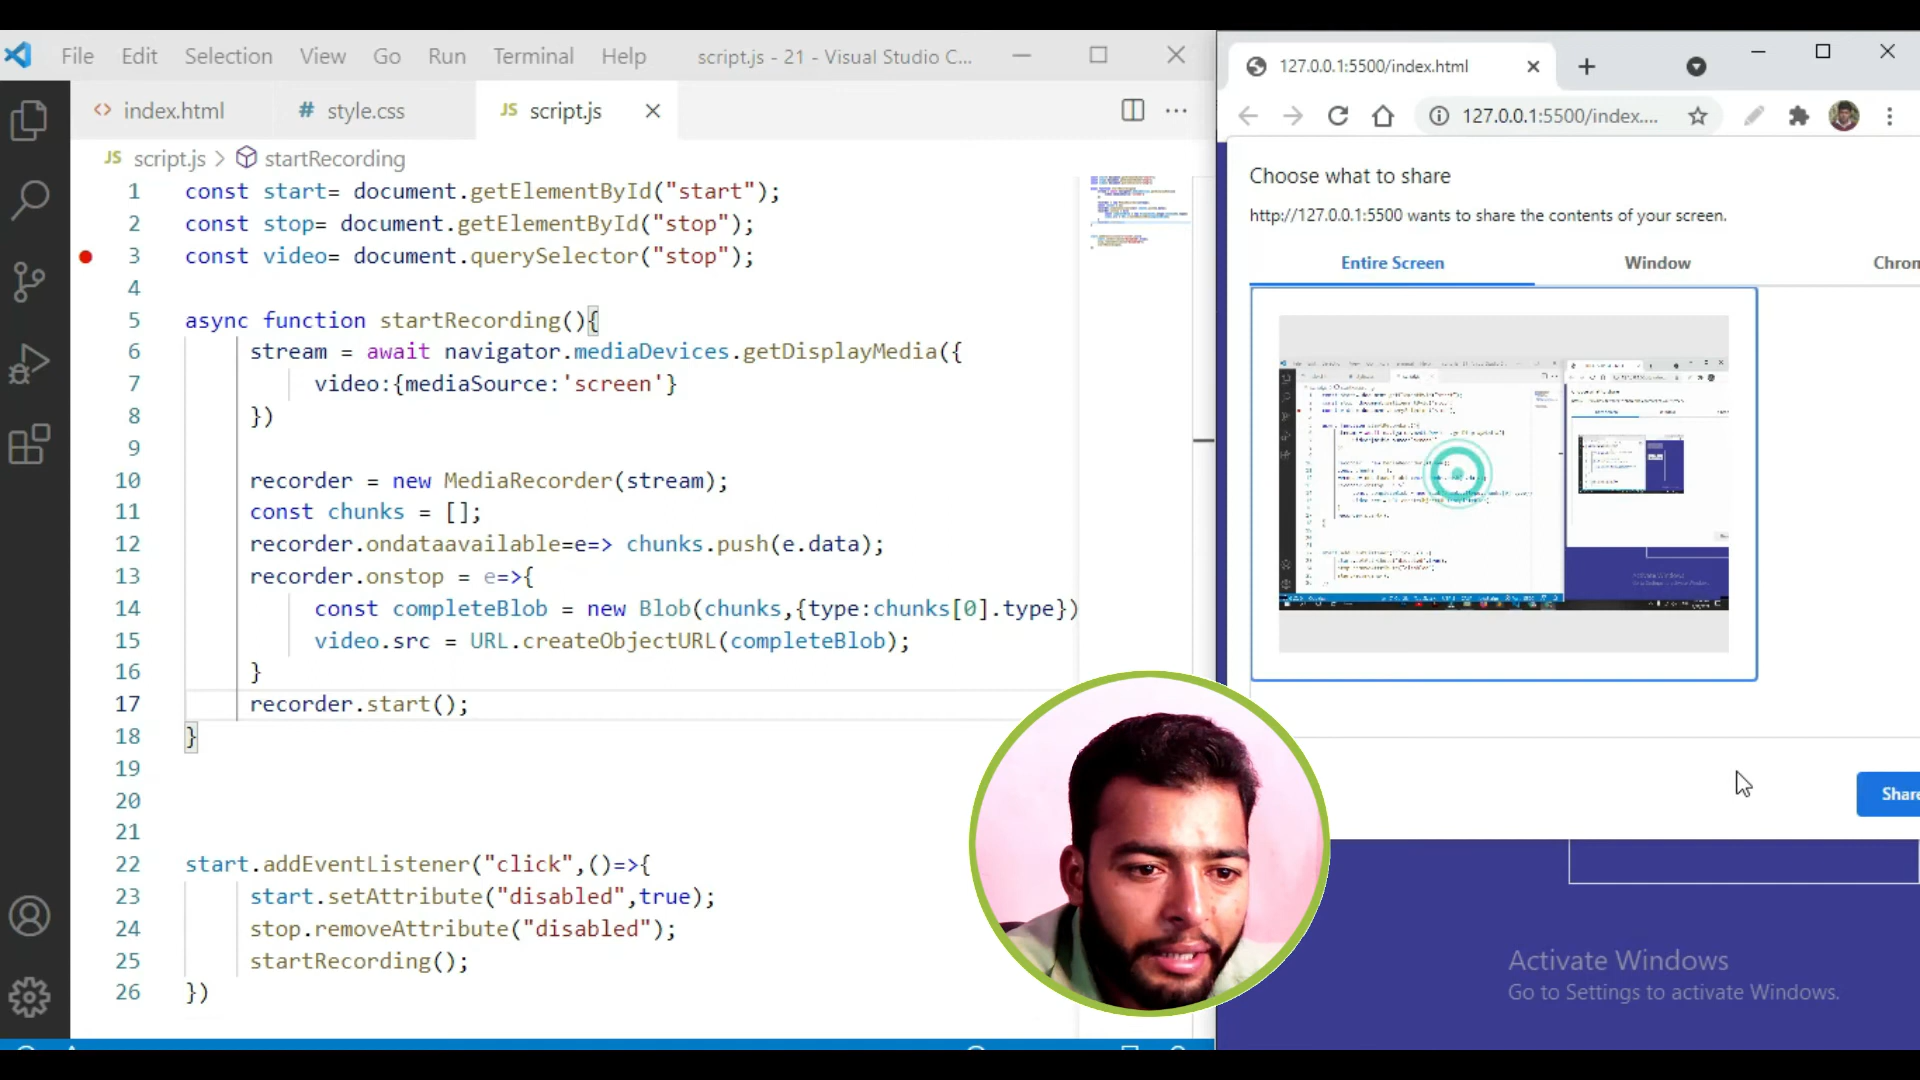 File Edit Selection View Go Run Terminal Help script.js - 21 - Visual Studio C...
index.html # style.css JS script.js
JS script.js > startRecording
1 const start= document.getElementById("start");
2 const stop= document.getElementById("stop");
3 const video= document.querySelector("stop");
4
5 async function startRecording(){
6 stream = await navigator.mediaDevices.getDisplayMedia({
7 video:{mediaSource:'screen'}
8 })
9
10 recorder = new MediaRecorder(stream);
11 const chunks = [];
12 recorder.ondataavailable=e=> chunks.push(e.data);
13 recorder.onstop = e=>{
14 const completeBlob = new Blob(chunks,{type:chunks[0].type})
15 video.src = URL.createObjectURL(completeBlob);
16 }
17 recorder.start();
18 }
19
20
21
22 start.addEventListener("click",()=>{
23 start.setAttribute("disabled",true);
24 stop.removeAttribute("disabled");
25 startRecording();
26 })
127.0.0.1:5500/index.html
127.0.0.1:5500/index....
Choose what to share
http://127.0.0.1:5500 wants to share the contents of your screen.
Entire Screen Window Chrom
Share
Activate Windows
Go to Settings to activate Windows.